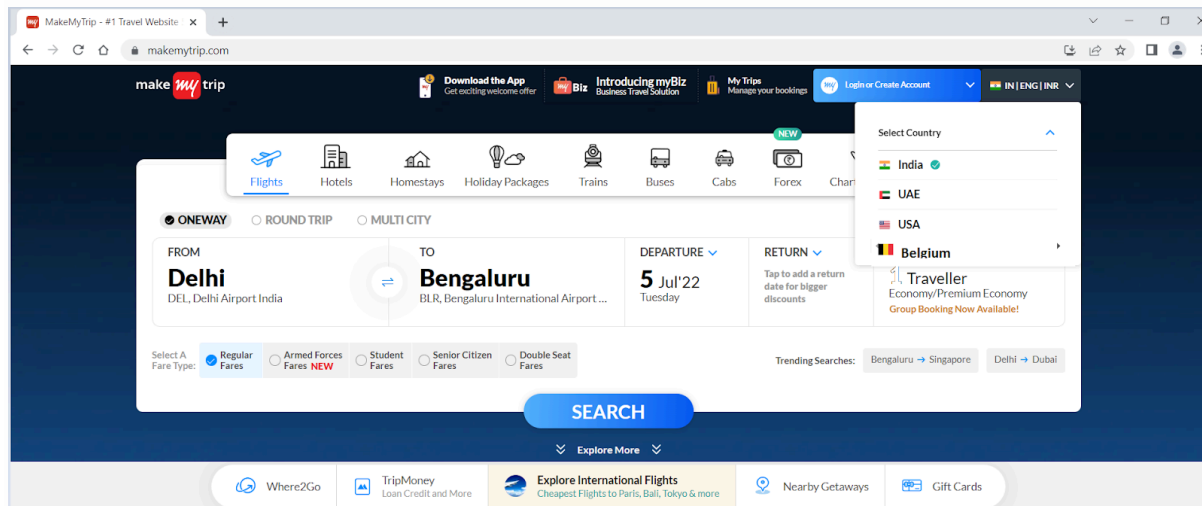 MakeMyTrip - #1 Travel Website
makemytrip.com
make my trip
Download the App
Get exciting welcome offer
my Biz
Introducing myBiz
Business Travel Solution
My Trips
Manage your bookings
my
Login or Create Account
IN | ENG | INR
Select Country
India
UAE
USA
Belgium
NEW
Flights
Hotels
Homestays
Holiday Packages
Trains
Buses
Cabs
Forex
Char
ONEWAY
ROUND TRIP
MULTI CITY
FROM
Delhi
DEL, Delhi Airport India
TO
Bengaluru
BLR, Bengaluru International Airport ...
DEPARTURE
5 Jul'22
Tuesday
RETURN
Tap to add a return
date for bigger
discounts
Traveller
Economy/Premium Economy
Group Booking Now Available!
Select A
Fare Type:
Regular
Fares
Armed Forces
Fares NEW
Student
Fares
Senior Citizen
Fares
Double Seat
Fares
Trending Searches:
Bengaluru → Singapore
Delhi → Dubai
SEARCH
Explore More
Where2Go
TripMoney
Loan Credit and More
Explore International Flights
Cheapest Flights to Paris, Bali, Tokyo & more
Nearby Getaways
Gift Cards